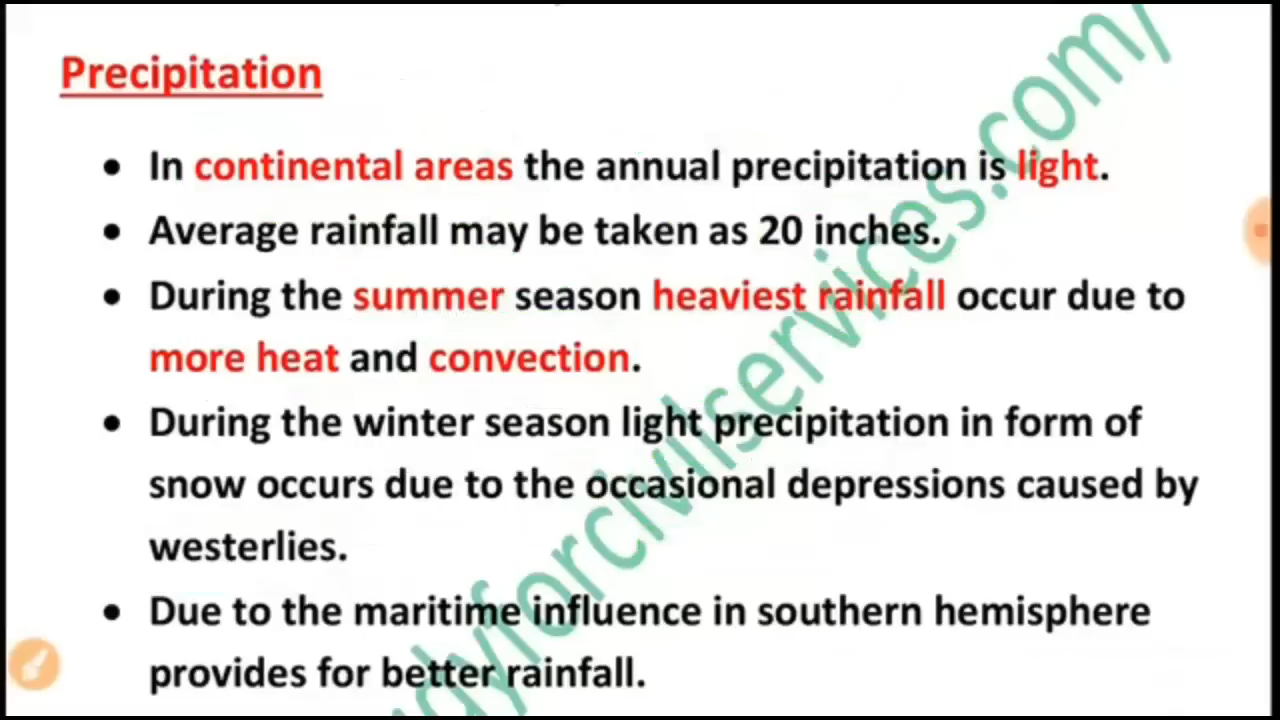 Precipitation
• In continental areas the annual precipitation is light.
• Average rainfall may be taken as 20 inches.
• During the summer season heaviest rainfall occur due to
more heat and convection.
• During the winter season light precipitation in form of
snow occurs due to the occasional depressions caused by
westerlies.
• Due to the maritime influence in southern hemisphere
provides for better rainfall.
dyforcivilservices.com/